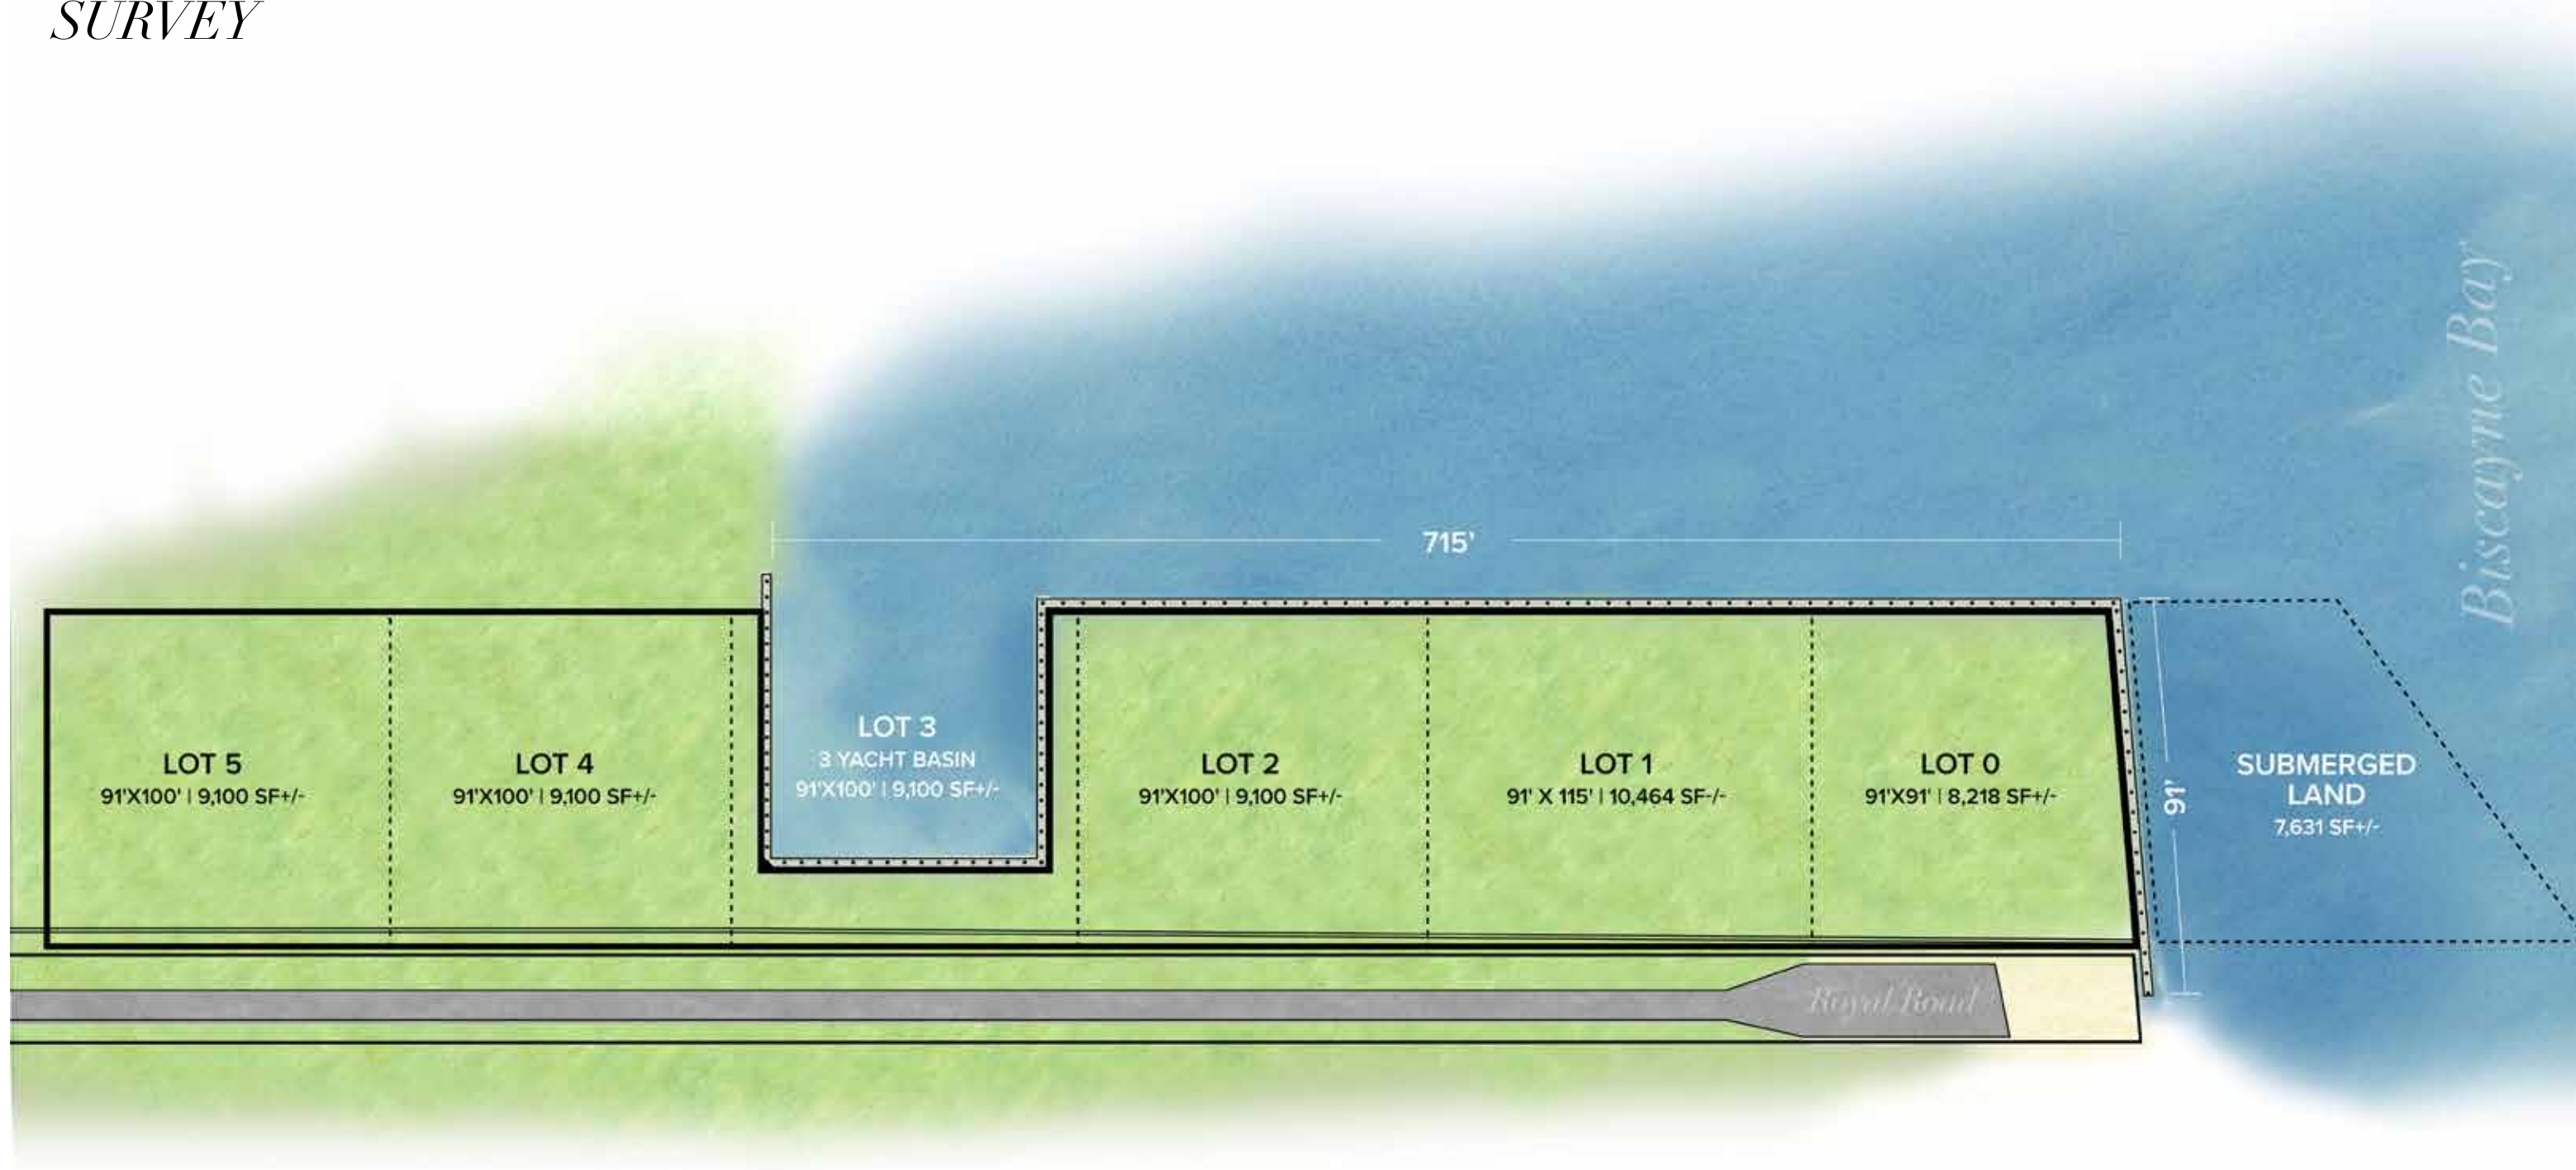 SURVEY
Biscayne Bay
715'
LOT 5
91'X100' | 9,100 SF+/-
LOT 4
91'X100' | 9,100 SF+/-
LOT 3
3 YACHT BASIN
91'X100' | 9,100 SF+/-
LOT 2
91'X100' | 9,100 SF+/-
LOT 1
91' X 115' | 10,464 SF-/-
LOT 0
91'X91' | 8,218 SF+/-
91'
SUBMERGED
LAND
7,631 SF+/-
Royal Road